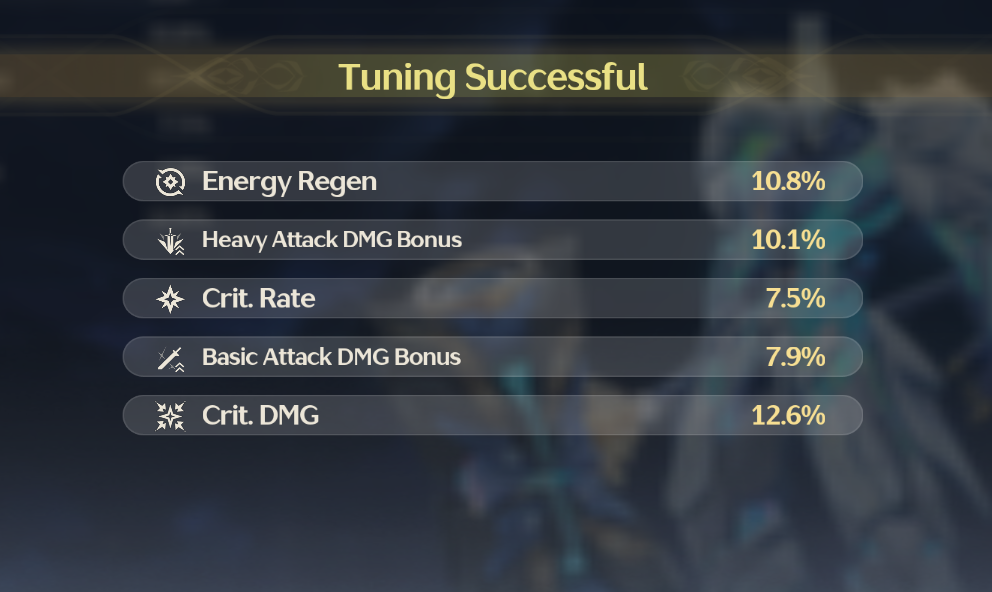 Tuning Successful
Energy Regen 10.8%
Heavy Attack DMG Bonus 10.1%
Crit. Rate 7.5%
Basic Attack DMG Bonus 7.9%
Crit. DMG 12.6%